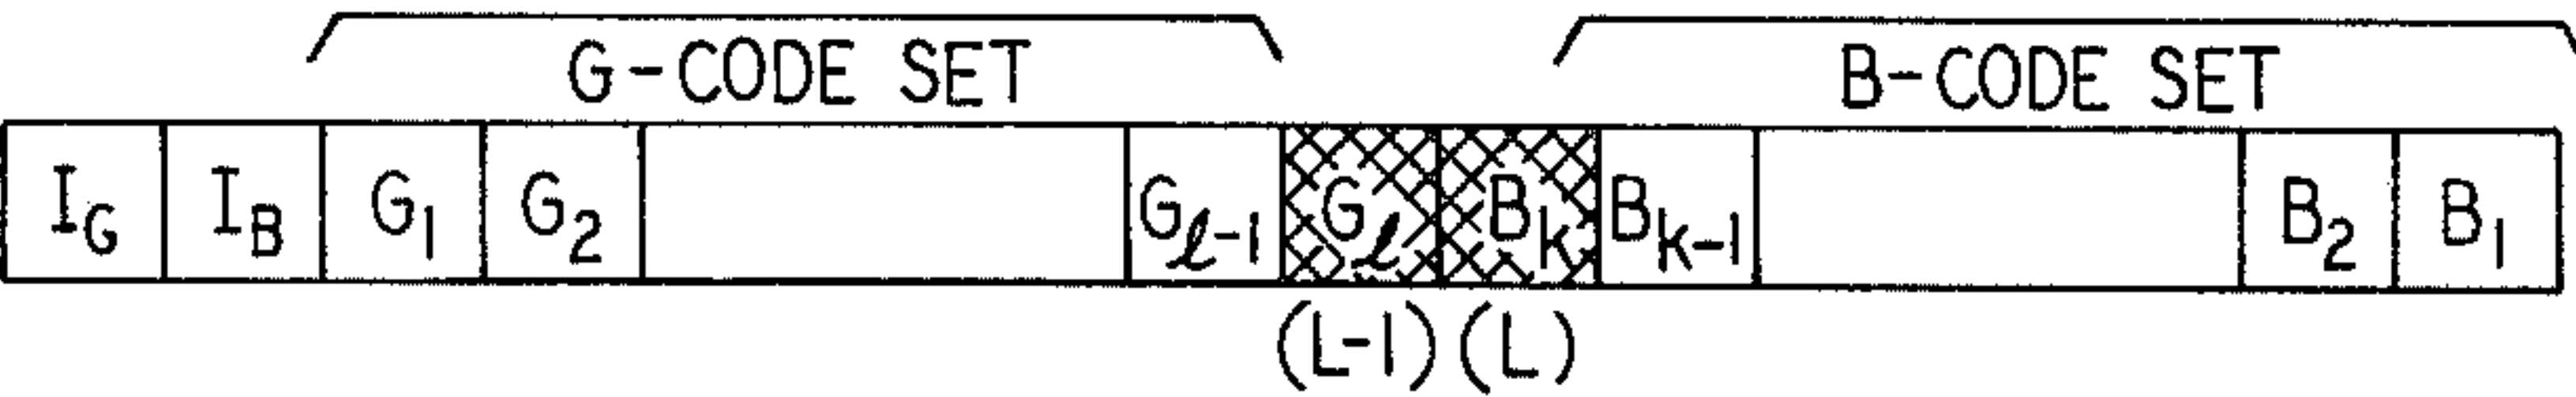 G-CODE SET B-CODE SET
I_G I_B G_1 G_2 G_ℓ-1 G_ℓ B_k B_k-1 B_2 B_1
(L-1) (L)